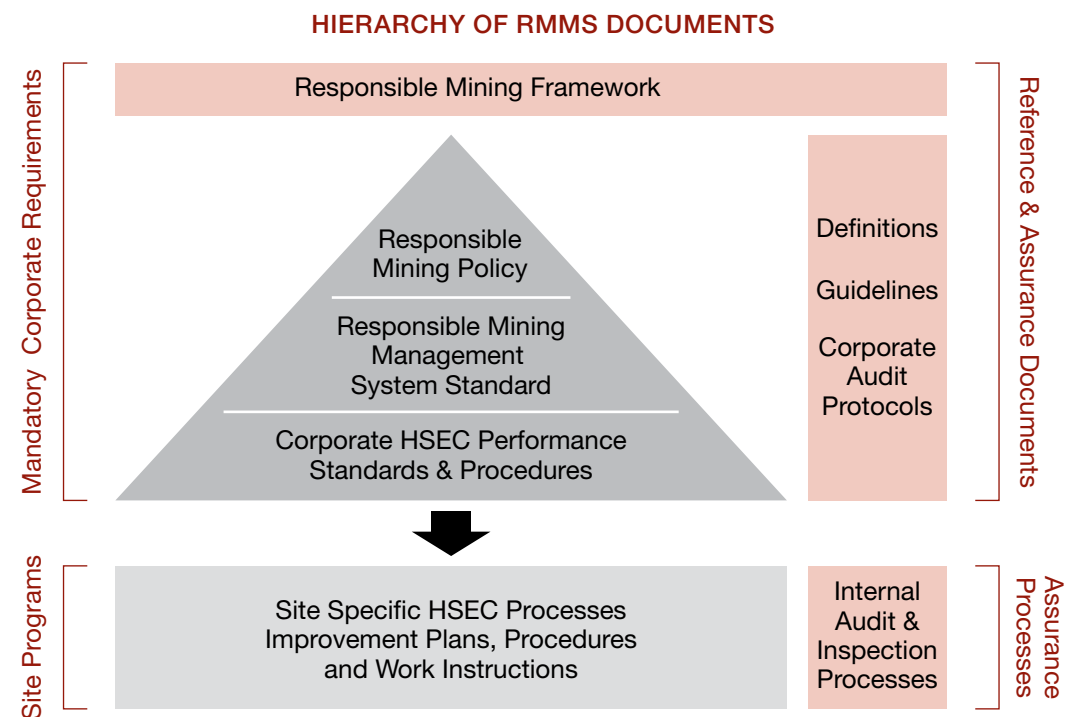 HIERARCHY OF RMMS DOCUMENTS
Mandatory Corporate Requirements
Responsible Mining Framework
Responsible
Mining Policy
Responsible Mining
Management
System Standard
Corporate HSEC Performance
Standards & Procedures
Definitions
Guidelines
Corporate
Audit
Protocols
Reference & Assurance Documents
Site Programs
Site Specific HSEC Processes
Improvement Plans, Procedures
and Work Instructions
Internal
Audit &
Inspection
Processes
Assurance
Processes